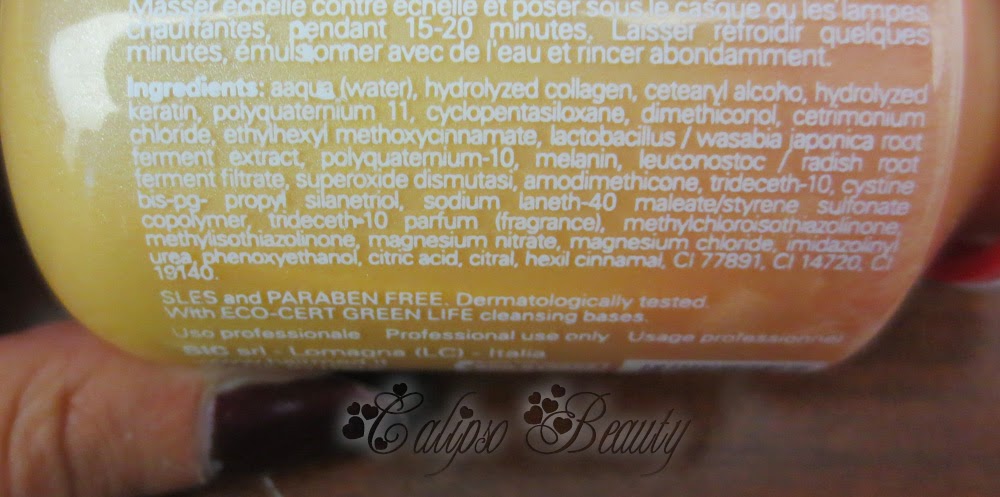 Masser échelle contre échelle et poser sous le casque ou les lampes
chauffantes, pendant 15-20 minutes. Laisser refroidir quelques
minutes, émulsionner avec de l'eau et rincer abondamment.
Ingredients: aaqua (water), hydrolyzed collagen, cetearyl alcoho, hydrolyzed
keratin, polyquaternium 11, cyclopentasiloxane, dimethiconol, cetrimonium
chloride, ethylhexyl methoxycinnamate, lactobacillus / wasabia japonica root
ferment extract, polyquaternium-10, melanin, leuconostoc / radish root
ferment filtrate, superoxide dismutasi, amodimethicone, trideceth-10, cystine
bis-pg- propyl silanetriol, sodium laneth-40 maleate/styrene sulfonate
copolymer, trideceth-10 parfum (fragrance), methylchloroisothiazolinone,
methylisothiazolinone, magnesium nitrate, magnesium chloride, imidazolinyl
urea, phenoxyethanol, citric acid, citral, hexil cinnamal, CI 77891, CI 14720, CI
19140.
SLES and PARABEN FREE. Dermatologically tested.
With ECO-CERT GREEN LIFE cleansing bases.
Uso professionale Professional use only Usage professionnel
SIC srl - Lomagna (LC) - Italia
Calipso Beauty